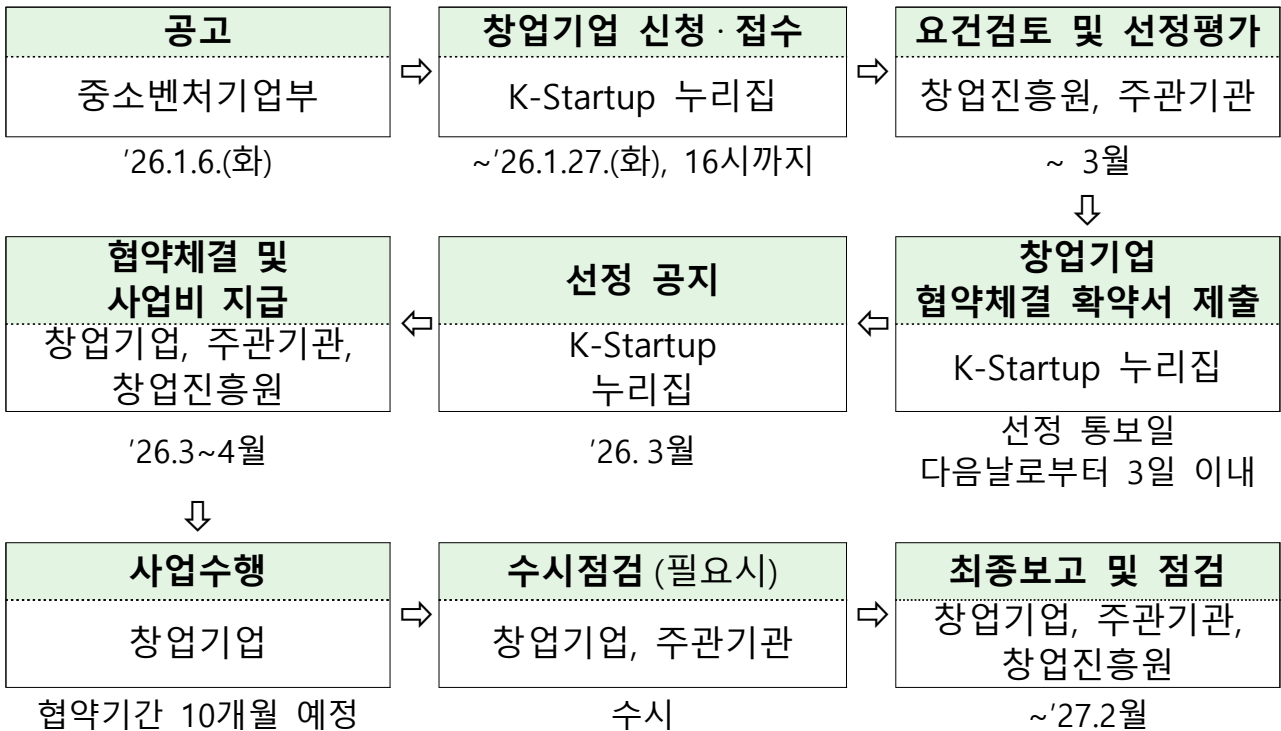 공고
중소벤처기업부
'26.1.6.(화)
⇨
창업기업 신청·접수
K-Startup 누리집
~'26.1.27.(화), 16시까지
⇨
요건검토 및 선정평가
창업진흥원, 주관기관
~ 3월
⇩
창업기업
협약체결 확약서 제출
K-Startup 누리집
선정 통보일
다음날로부터 3일 이내
⇦
선정 공지
K-Startup
누리집
'26. 3월
⇦
협약체결 및
사업비 지급
창업기업, 주관기관,
창업진흥원
'26.3~4월
⇩
사업수행
창업기업
협약기간 10개월 예정
⇨
수시점검 (필요시)
창업기업, 주관기관
수시
⇨
최종보고 및 점검
창업기업, 주관기관,
창업진흥원
~'27.2월